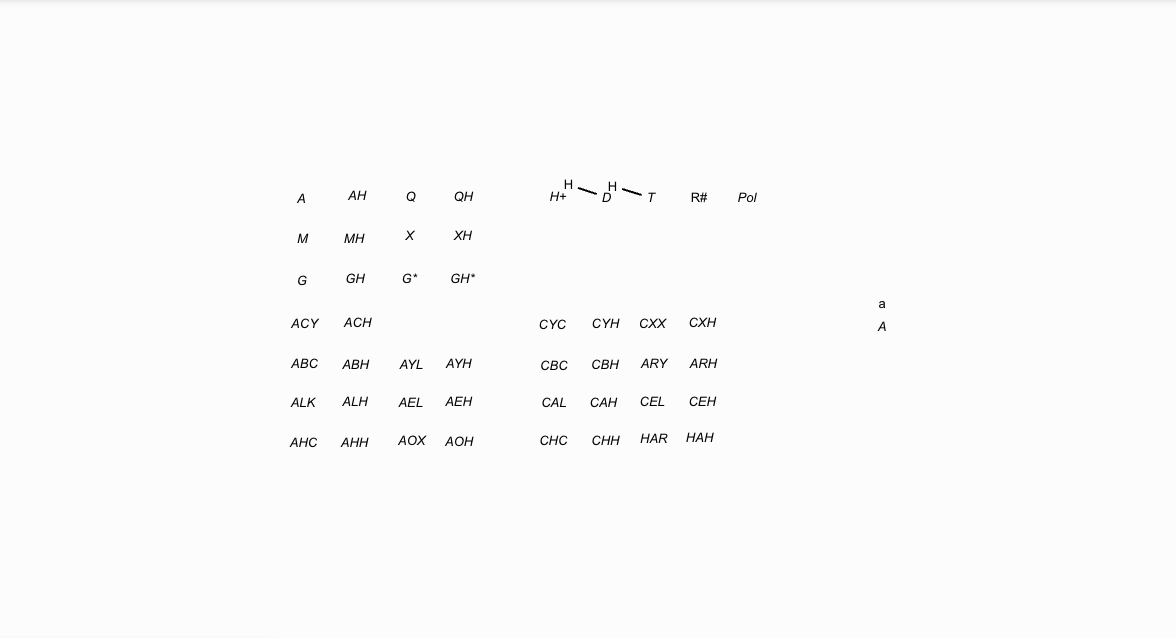 H H
A AH Q QH H+ D T R# Pol
M MH X XH
G GH G* GH*
a
ACY ACH CYC CYH CXX CXH A
ABC ABH AYL AYH CBC CBH ARY ARH
ALK ALH AEL AEH CAL CAH CEL CEH
AHC AHH AOX AOH CHC CHH HAR HAH